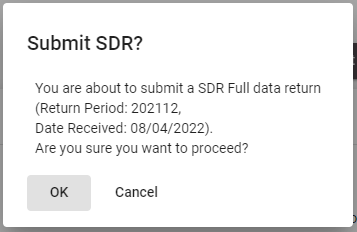 Submit SDR?
You are about to submit a SDR Full data return
(Return Period: 202112,
Date Received: 08/04/2022).
Are you sure you want to proceed?
OK Cancel